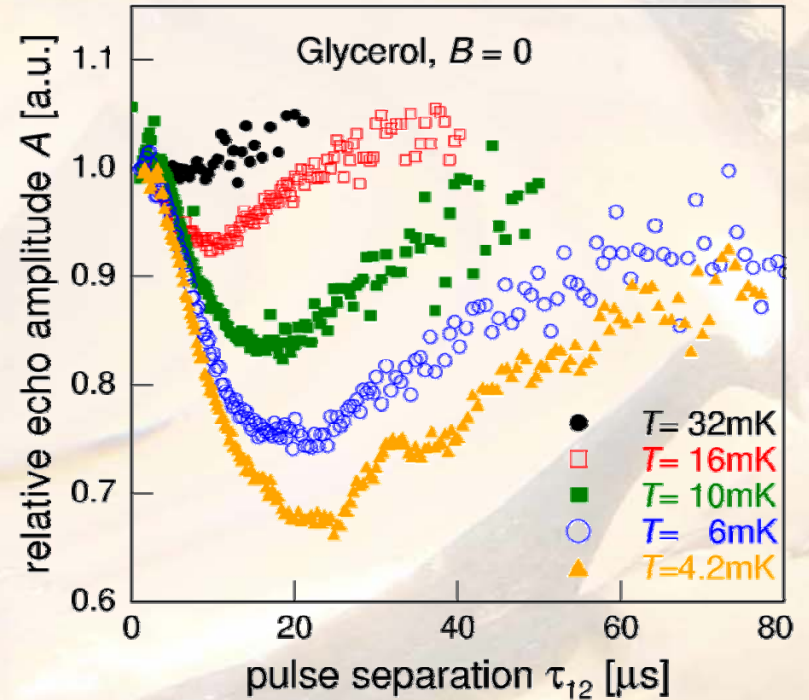 Glycerol, B = 0
relative echo amplitude A [a.u.]
1.1
1.0
0.9
0.8
0.7
0.6
T= 32mK
T= 16mK
T= 10mK
T= 6mK
T=4.2mK
0 20 40 60 80
pulse separation τ₁₂ [μs]